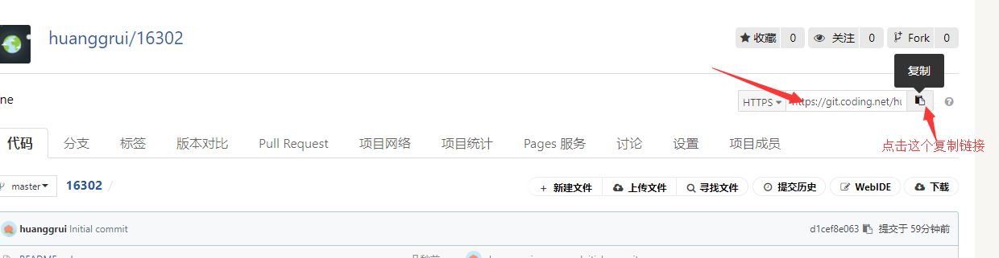 huanggrui/16302
收藏 0 关注 0 Fork 0
复制
ne
HTTPS https://git.coding.net/hu
点击这个复制链接
代码 分支 标签 版本对比 Pull Request 项目网络 项目统计 Pages 服务 讨论 设置 项目成员
master 16302 /
+ 新建文件 上传文件 寻找文件 提交历史 WebIDE 下载
huanggrui Initial commit d1cef8e063 提交于 59分钟前